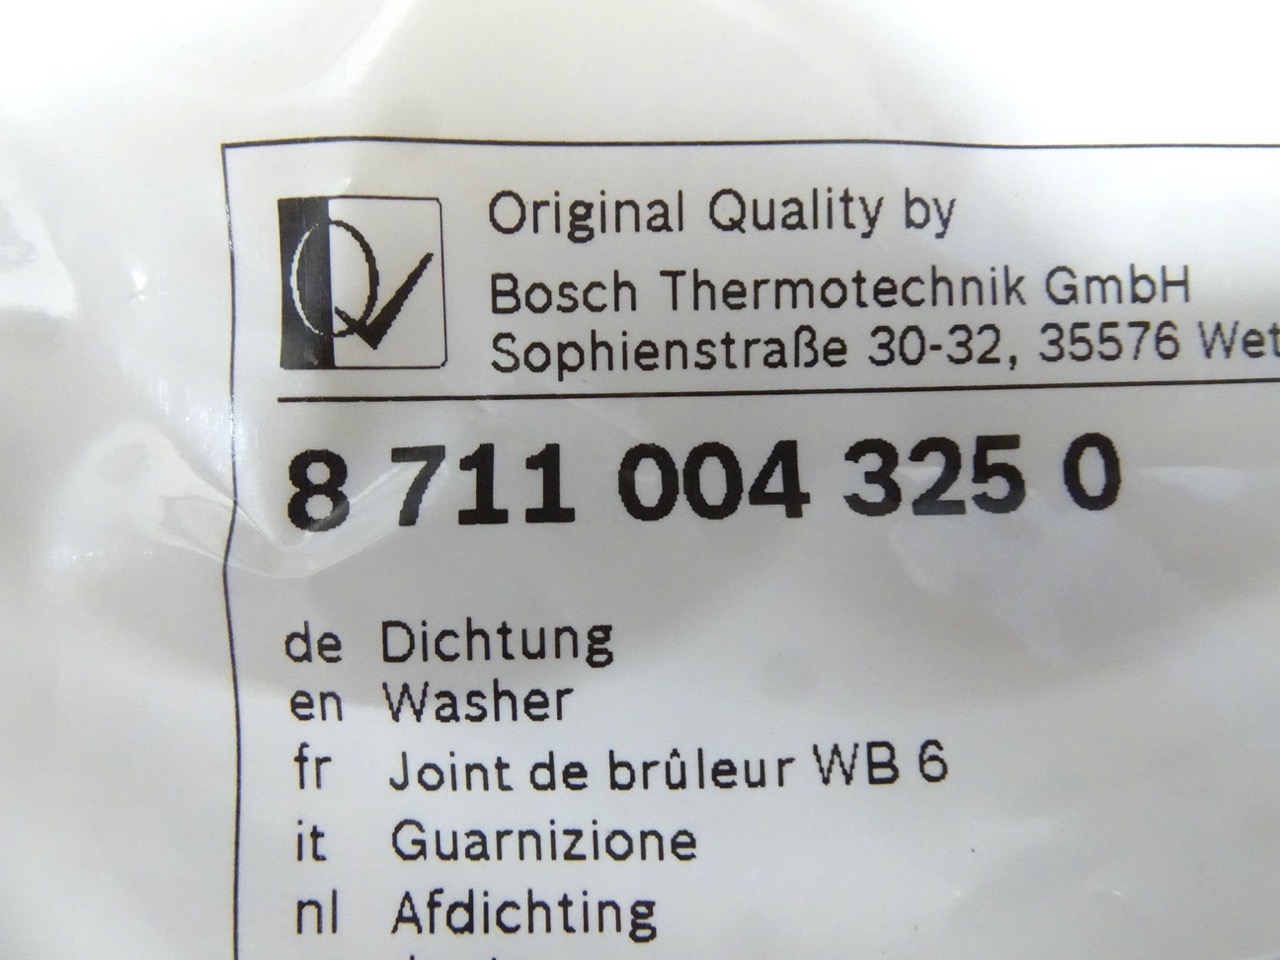 Original Quality by
Bosch Thermotechnik GmbH
Sophienstraße 30-32, 35576 Wet
8 711 004 325 0
de Dichtung
en Washer
fr Joint de brûleur WB 6
it Guarnizione
nl Afdichting